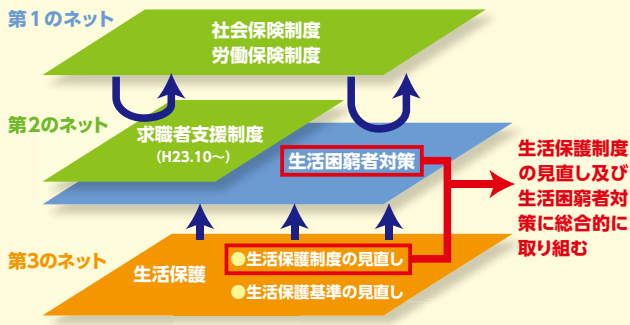 第1のネット
社会保険制度
労働保険制度
第2のネット
求職者支援制度
(H23.10～)
生活困窮者対策
生活保護制度
の見直し及び
生活困窮者対
策に総合的に
取り組む
第3のネット
生活保護
●生活保護制度の見直し
●生活保護基準の見直し